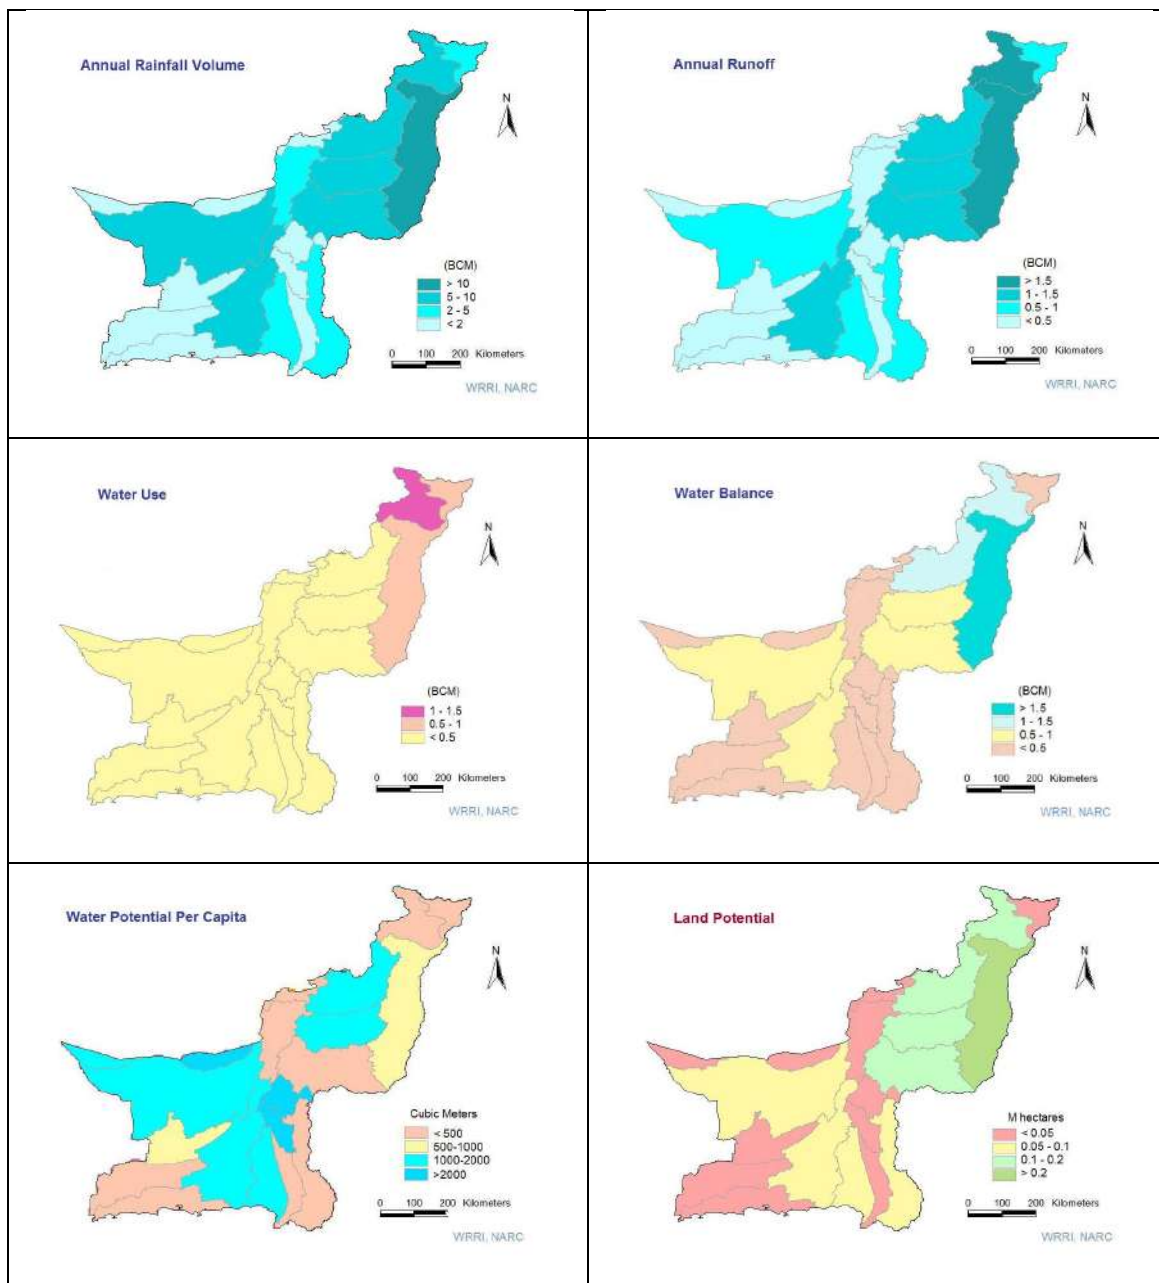 Annual Rainfall Volume
N
(BCM)
> 10
5 - 10
2 - 5
< 2
0 100 200 Kilometers
WRRI, NARC
Annual Runoff
N
(BCM)
> 1.5
1 - 1.5
0.5 - 1
< 0.5
0 100 200 Kilometers
WRRI, NARC
Water Use
N
(BCM)
1 - 1.5
0.5 - 1
< 0.5
0 100 200 Kilometers
WRRI, NARC
Water Balance
N
(BCM)
> 1.5
1 - 1.5
0.5 - 1
< 0.5
0 100 200 Kilometers
WRRI, NARC
Water Potential Per Capita
N
Cubic Meters
< 500
500-1000
1000-2000
>2000
0 100 200 Kilometers
WRRI, NARC
Land Potential
N
M hectares
< 0.05
0.05 - 0.1
0.1 - 0.2
> 0.2
0 100 200 Kilometers
WRRI, NARC